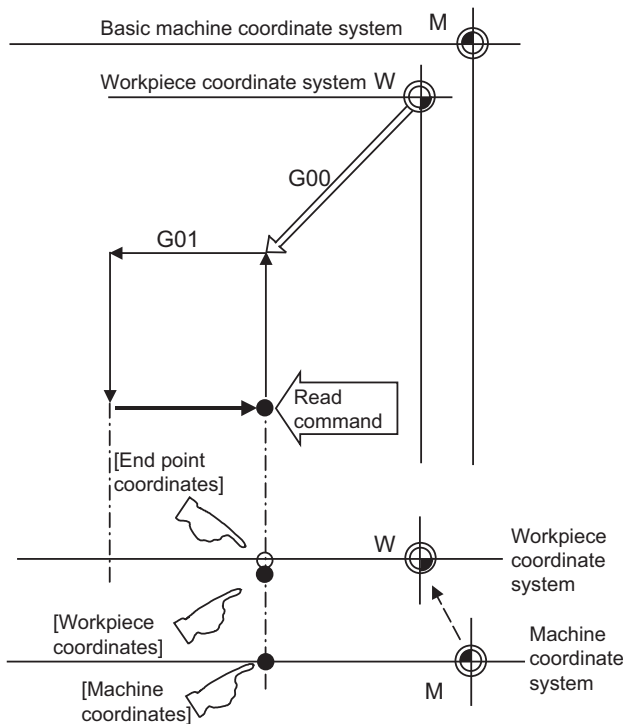 Basic machine coordinate system M
Workpiece coordinate system W
G00
G01
Read
command
[End point
coordinates]
W
Workpiece
coordinate
system
[Workpiece
coordinates]
Machine
coordinate
system
[Machine
coordinates]
M